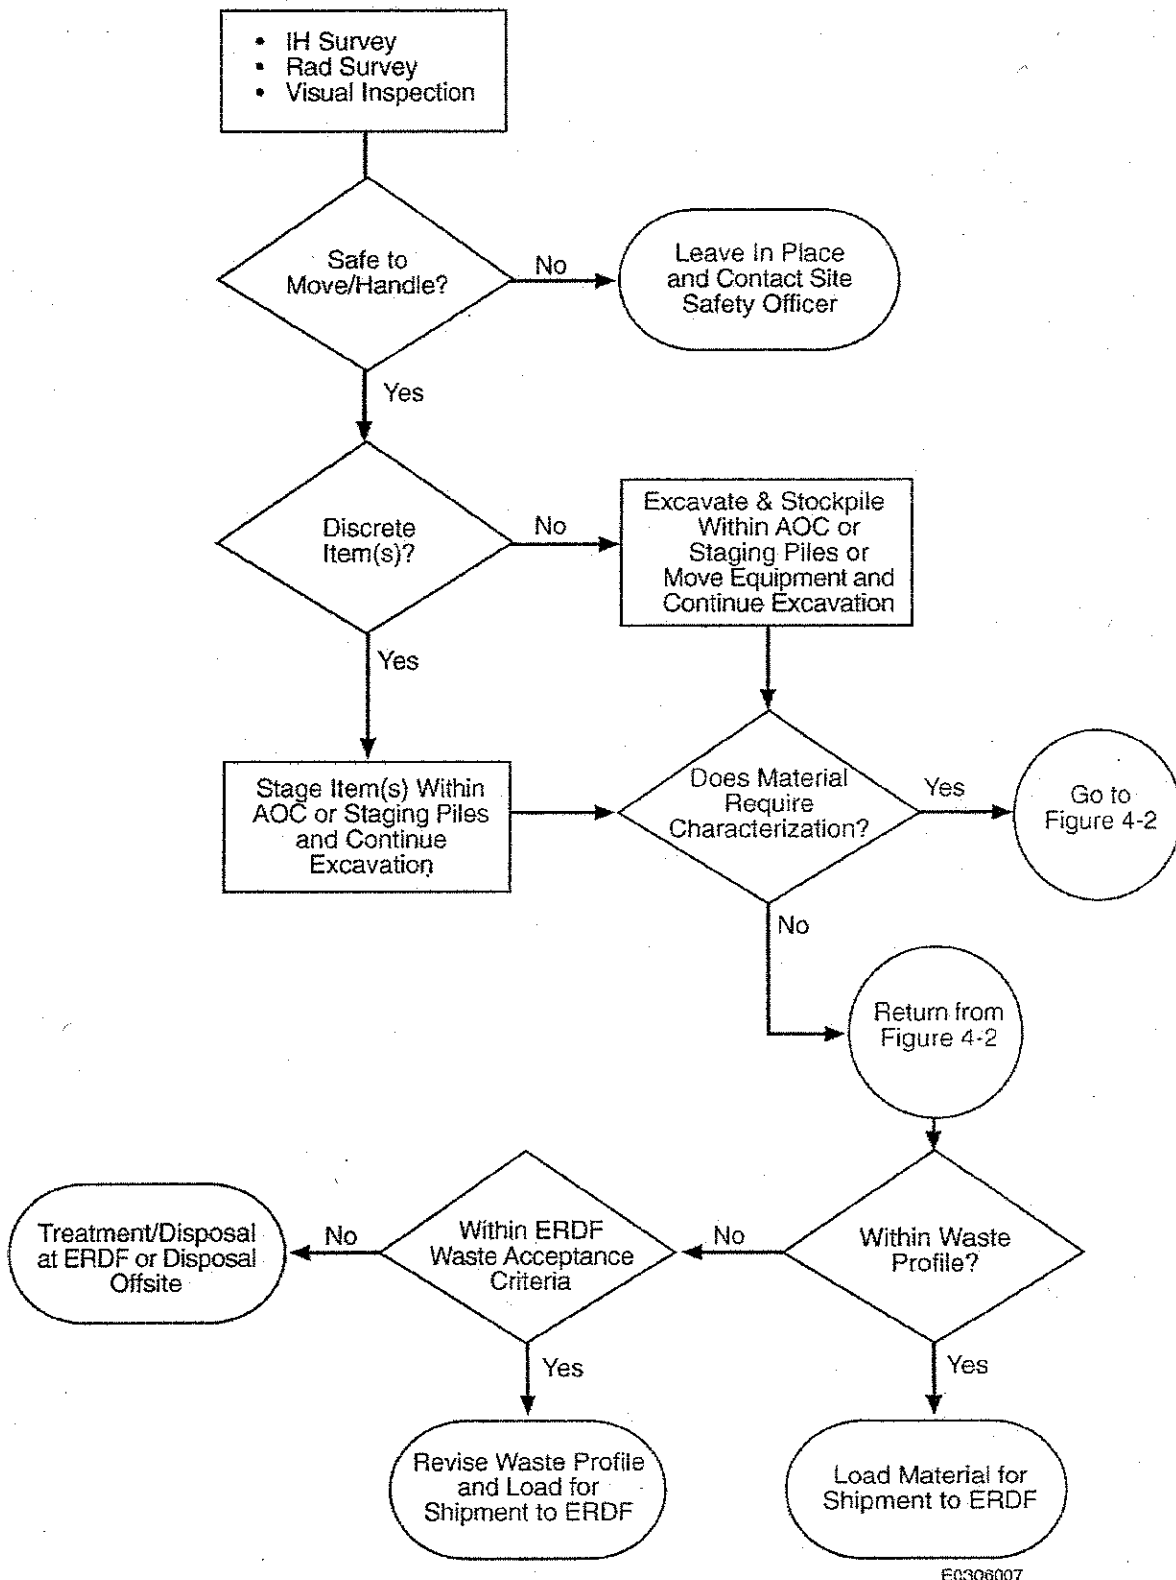 • IH Survey
• Rad Survey
• Visual Inspection
Safe to
Move/Handle?
No
Leave In Place
and Contact Site
Safety Officer
Yes
Discrete
Item(s)?
No
Excavate & Stockpile
Within AOC or
Staging Piles or
Move Equipment and
Continue Excavation
Yes
Stage Item(s) Within
AOC or Staging Piles
and Continue
Excavation
Does Material
Require
Characterization?
Yes
Go to
Figure 4-2
No
Return from
Figure 4-2
Within Waste
Profile?
No
Within ERDF
Waste Acceptance
Criteria
No
Treatment/Disposal
at ERDF or Disposal
Offsite
Yes
Revise Waste Profile
and Load for
Shipment to ERDF
Yes
Load Material for
Shipment to ERDF
E0306007